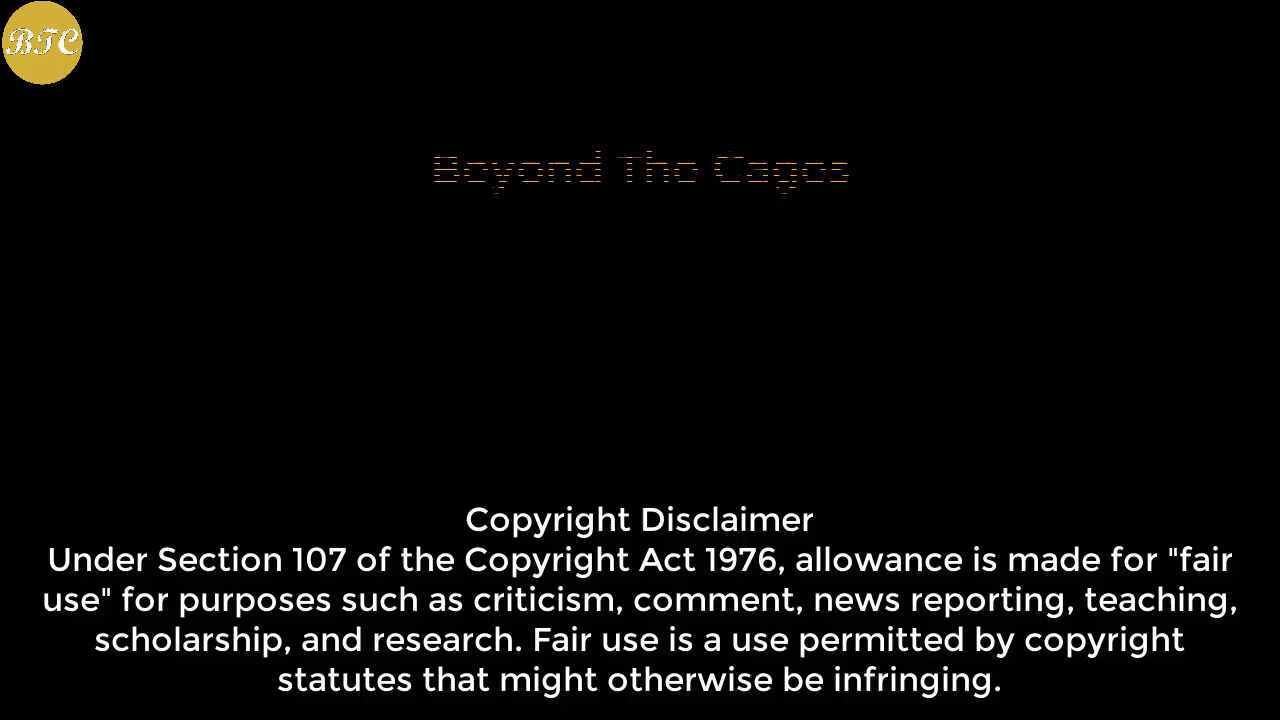 BTC
Beyond The Cages
Copyright Disclaimer
Under Section 107 of the Copyright Act 1976, allowance is made for "fair
use" for purposes such as criticism, comment, news reporting, teaching,
scholarship, and research. Fair use is a use permitted by copyright
statutes that might otherwise be infringing.